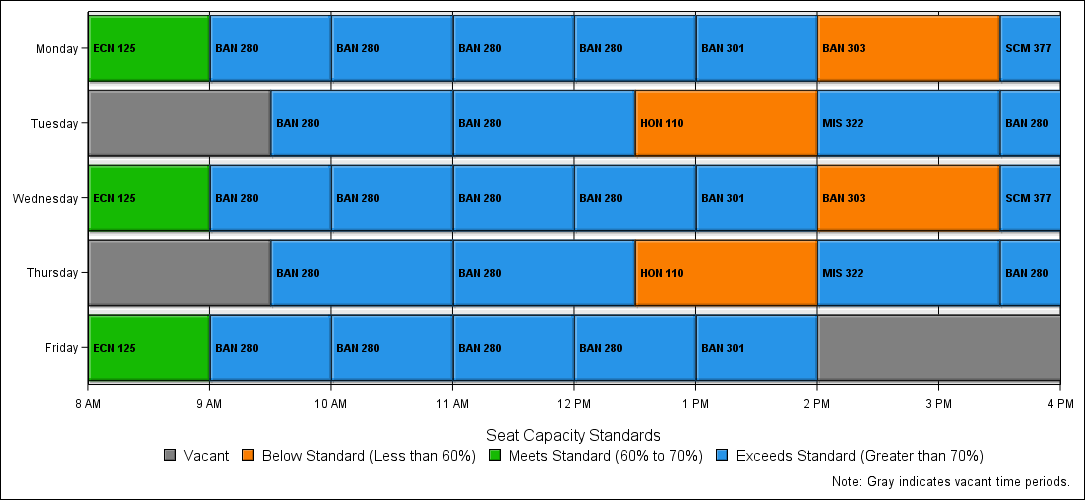 Monday ECN 125 BAN 280 BAN 280 BAN 280 BAN 280 BAN 301 BAN 303 SCM 377
Tuesday BAN 280 BAN 280 HON 110 MIS 322 BAN 280
Wednesday ECN 125 BAN 280 BAN 280 BAN 280 BAN 280 BAN 301 BAN 303 SCM 377
Thursday BAN 280 BAN 280 HON 110 MIS 322 BAN 280
Friday ECN 125 BAN 280 BAN 280 BAN 280 BAN 280 BAN 301
8 AM 9 AM 10 AM 11 AM 12 PM 1 PM 2 PM 3 PM 4 PM
Seat Capacity Standards
Vacant Below Standard (Less than 60%) Meets Standard (60% to 70%) Exceeds Standard (Greater than 70%)
Note: Gray indicates vacant time periods.